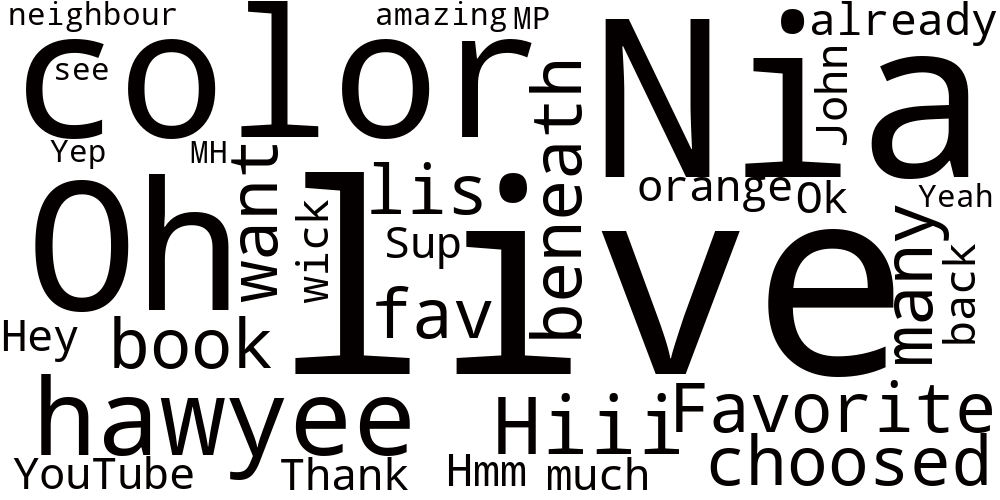 neighbour
amazing
MP
already
color
Nia
see
John
Yep
MH
beneath
want
lis
orange
Ok
Yeah
Oh
wick
Sup
live
many
back
fav
Hey
book
hawyee
Hiii
Favorite
choosed
YouTube
Thank
Hmm
much